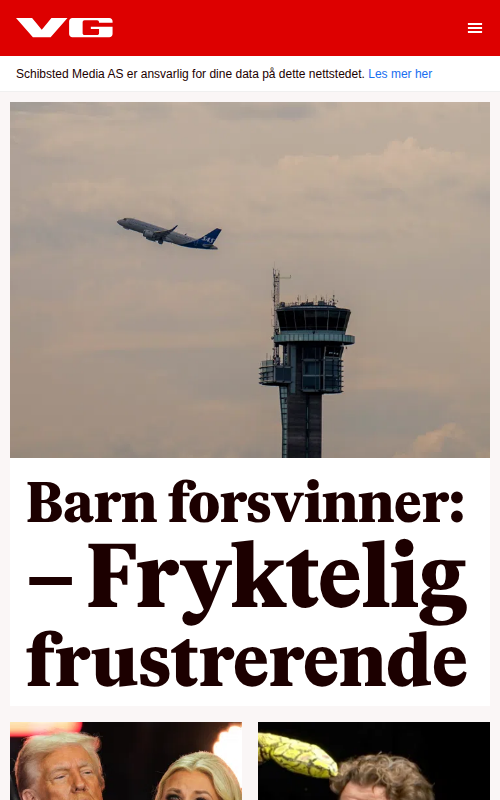 VG
Schibsted Media AS er ansvarlig for dine data på dette nettstedet. Les mer her
SAS
Barn forsvinner:
– Fryktelig
frustrerende